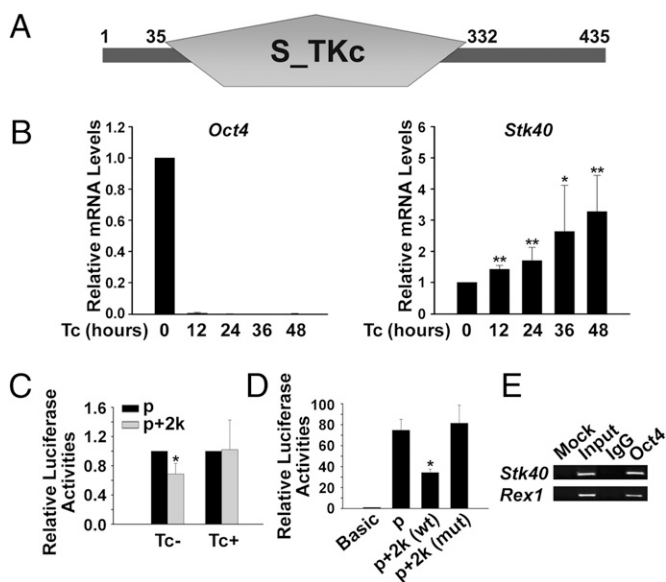 A
1 35 332 435
S_TKc
B
Oct4
Relative mRNA Levels
1.2
1.0
0.8
0.6
0.4
0.2
0.0
Tc (hours) 0 12 24 36 48
Stk40
Relative mRNA Levels
6
5
4
3
2
1
0
** ** * **
Tc (hours) 0 12 24 36 48
C
Relative Luciferase
Activities
1.6
1.2
0.8
0.4
0.0
p
p+2k
*
Tc- Tc+
D
Relative Luciferase
Activities
100
80
60
40
20
0
*
Basic
p
p+2k (wt)
p+2k (mut)
E
Mock
Input
IgG
Oct4
Stk40
Rex1